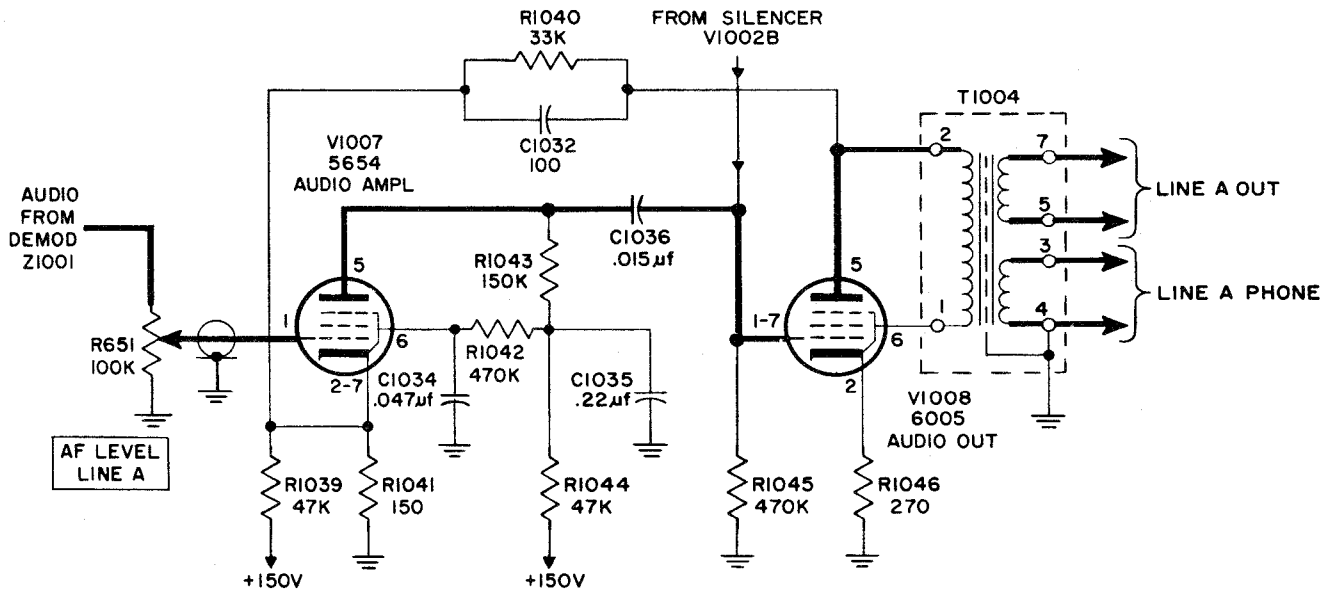 R1040
33K
FROM SILENCER
V1002B
C1032
100
T1004
V1007
5654
AUDIO AMPL
AUDIO
FROM
DEMOD
Z1001
2
7
5
3
4
1
LINE A OUT
LINE A PHONE
C1036
.015µf
R1043
150K
5
1
6
2-7
R651
100K
R1042
470K
C1034
.047µf
C1035
.22µf
5
1-7
6
2
V1008
6005
AUDIO OUT
AF LEVEL
LINE A
R1039
47K
R1041
150
R1044
47K
R1045
470K
R1046
270
+150V
+150V